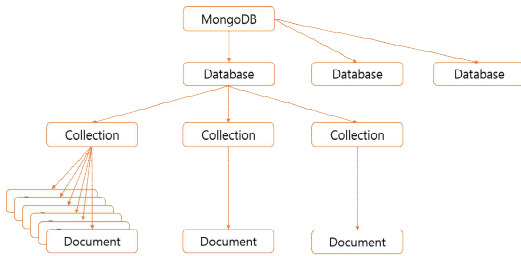 MongoDB
Database
Database
Database
Collection
Collection
Collection
Document
Document
Document